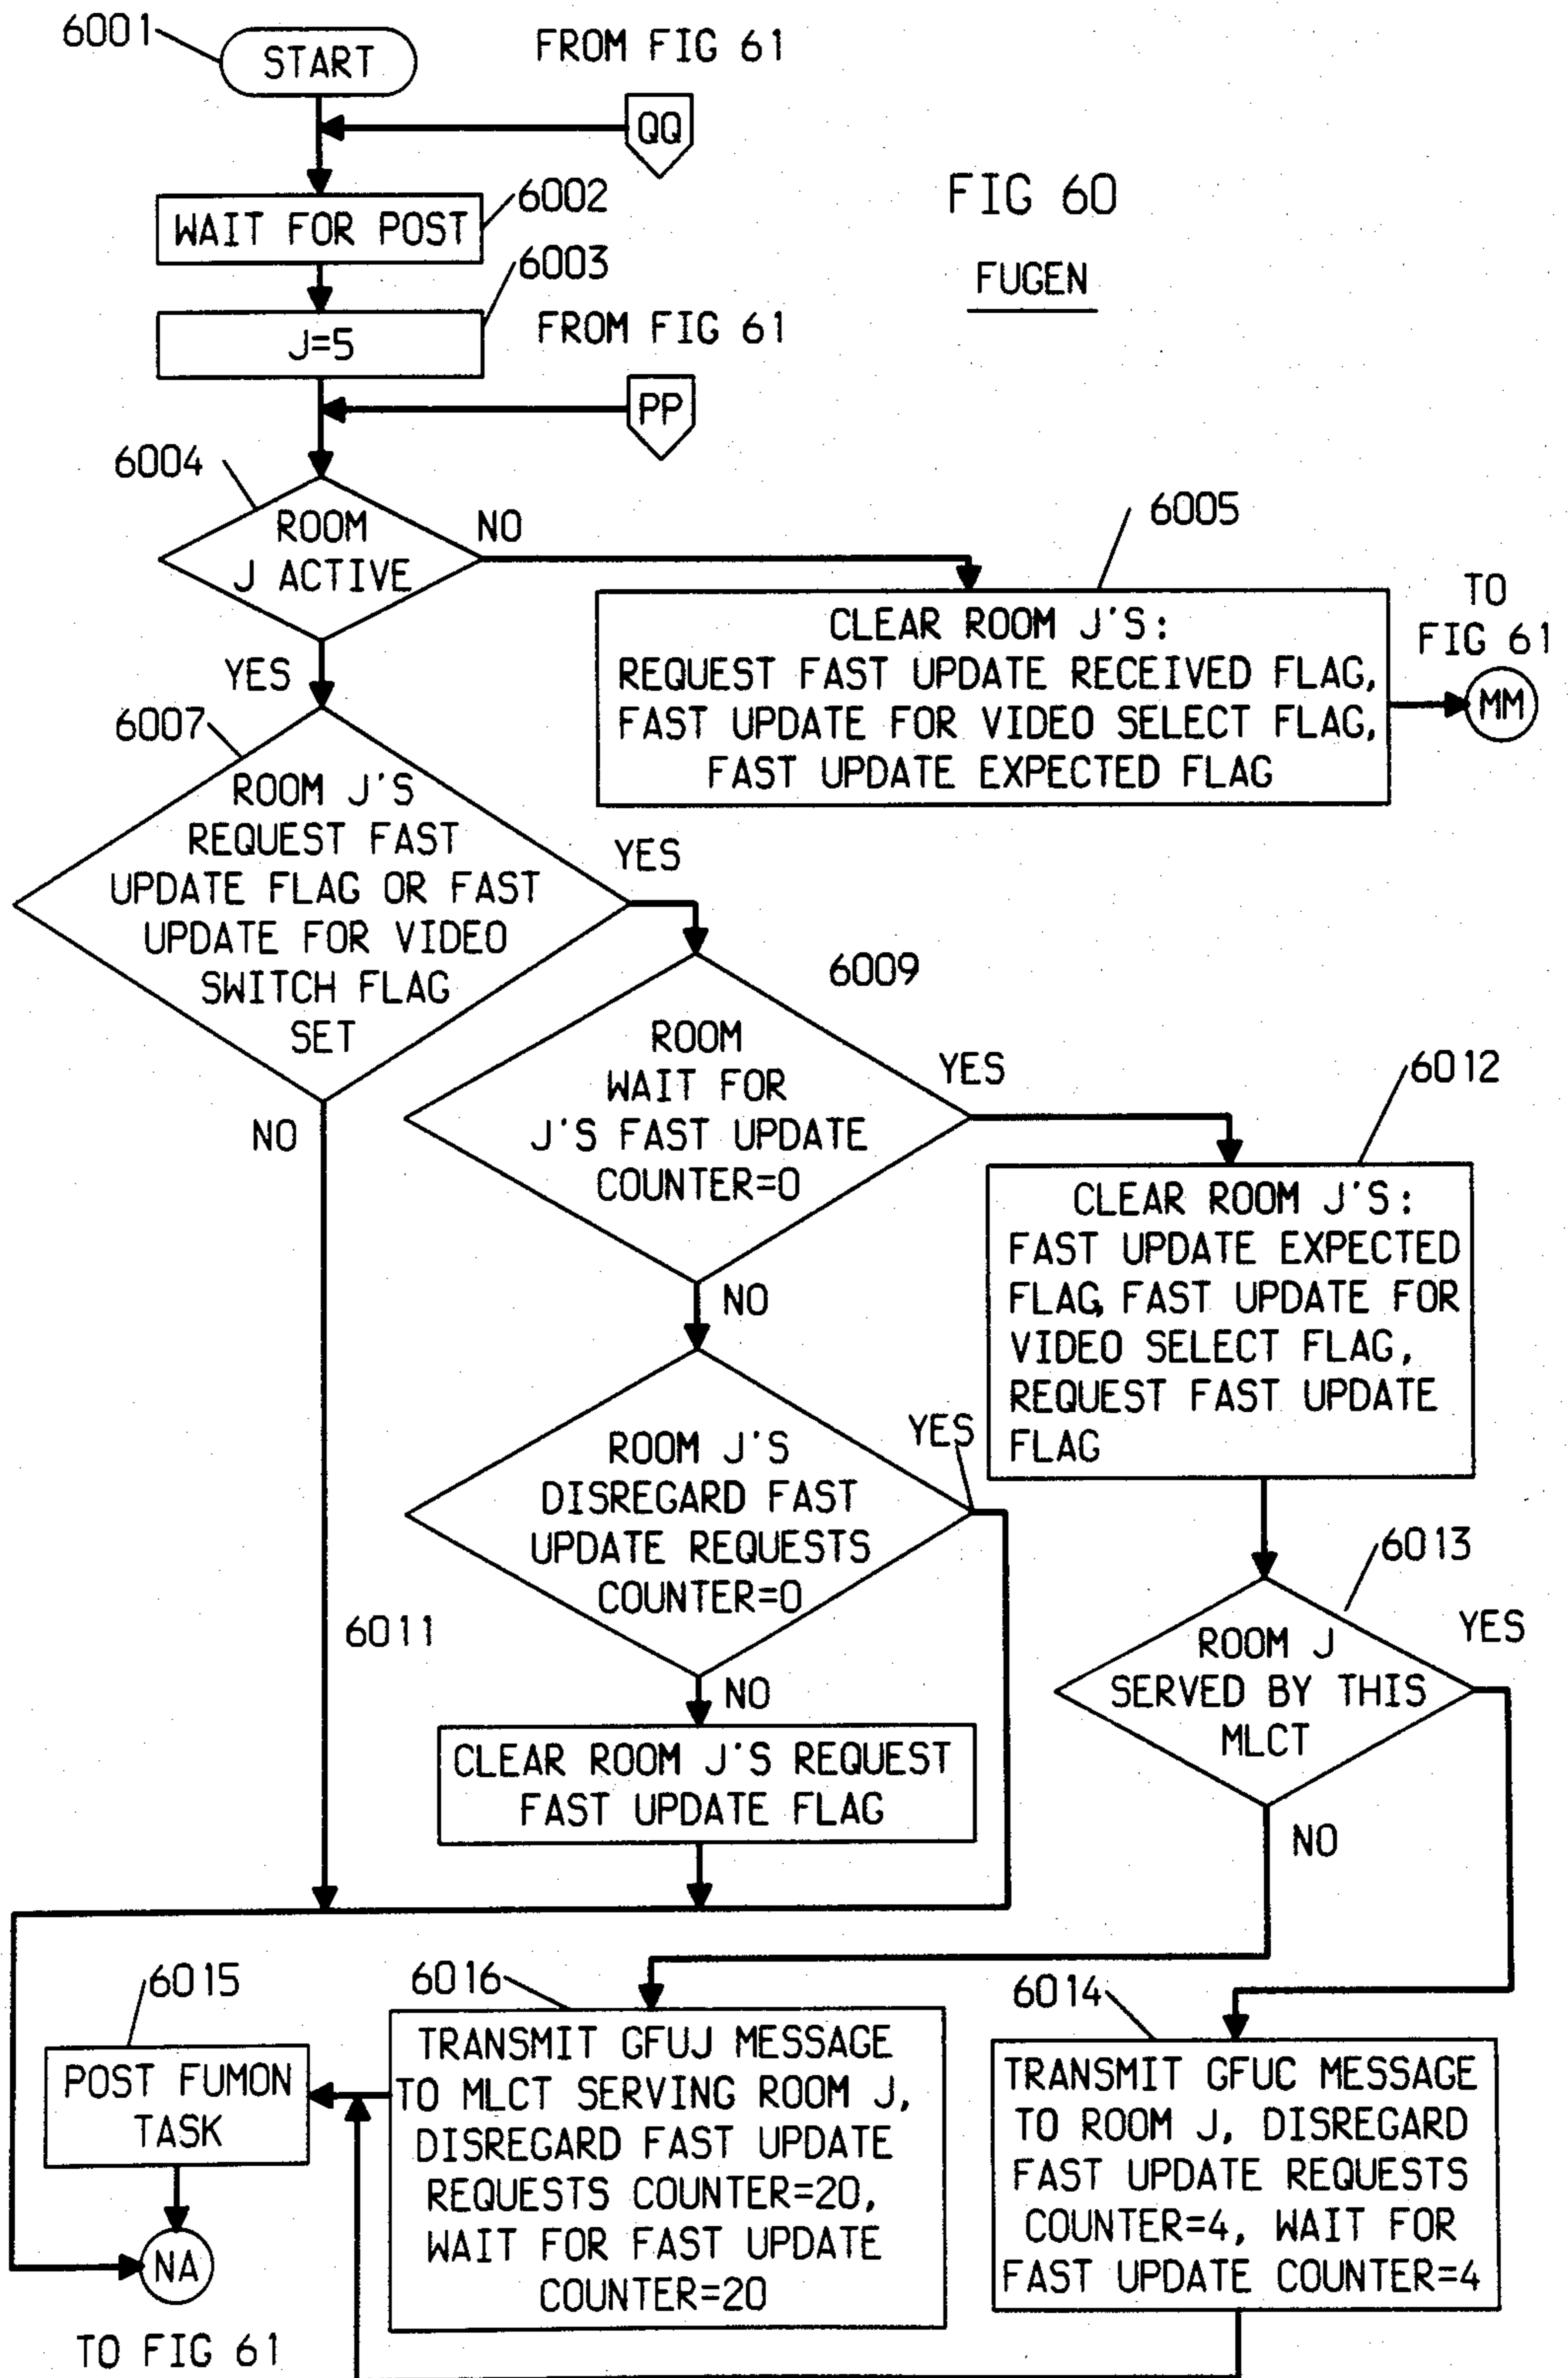 6001
START
FROM FIG 61
QQ
6002
WAIT FOR POST
FIG 60
FUGEN
6003
J=5
FROM FIG 61
PP
6004
ROOM
J ACTIVE
NO
YES
6005
CLEAR ROOM J'S:
REQUEST FAST UPDATE RECEIVED FLAG,
FAST UPDATE FOR VIDEO SELECT FLAG,
FAST UPDATE EXPECTED FLAG
TO
FIG 61
MM
6007
ROOM J'S
REQUEST FAST
UPDATE FLAG OR FAST
UPDATE FOR VIDEO
SWITCH FLAG
SET
YES
NO
6009
ROOM
WAIT FOR
J'S FAST UPDATE
COUNTER=0
YES
NO
6012
CLEAR ROOM J'S:
FAST UPDATE EXPECTED
FLAG, FAST UPDATE FOR
VIDEO SELECT FLAG,
REQUEST FAST UPDATE
FLAG
ROOM J'S
DISREGARD FAST
UPDATE REQUESTS
COUNTER=0
YES
NO
6011
CLEAR ROOM J'S REQUEST
FAST UPDATE FLAG
6013
ROOM J
SERVED BY THIS
MLCT
YES
NO
6015
POST FUMON
TASK
NA
TO FIG 61
6016
TRANSMIT GFUJ MESSAGE
TO MLCT SERVING ROOM J,
DISREGARD FAST UPDATE
REQUESTS COUNTER=20,
WAIT FOR FAST UPDATE
COUNTER=20
6014
TRANSMIT GFUC MESSAGE
TO ROOM J, DISREGARD
FAST UPDATE REQUESTS
COUNTER=4, WAIT FOR
FAST UPDATE COUNTER=4